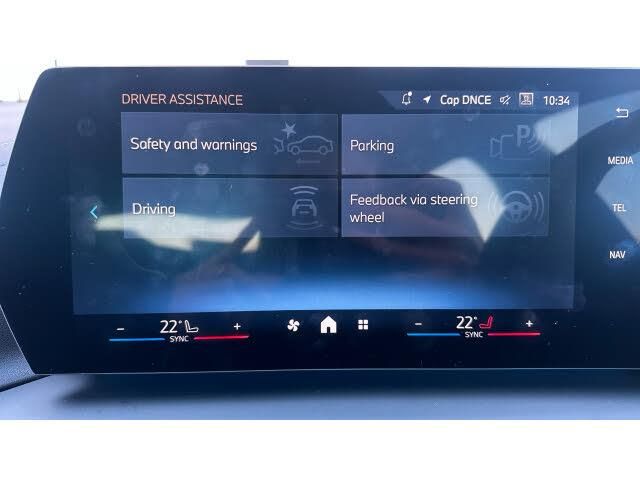 DRIVER ASSISTANCE
Cap DNCE 10:34
Safety and warnings
Parking
P
MEDIA
Driving
Feedback via steering
wheel
TEL
NAV
− 22° +
SYNC
− 22° +
SYNC